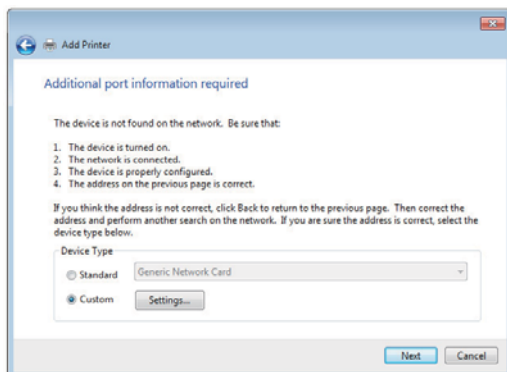 Add Printer
Additional port information required
The device is not found on the network. Be sure that:
1. The device is turned on.
2. The network is connected.
3. The device is properly configured.
4. The address on the previous page is correct.
If you think the address is not correct, click Back to return to the previous page. Then correct the
address and perform another search on the network. If you are sure the address is correct, select the
device type below.
Device Type
Standard Generic Network Card
Custom Settings...
Next Cancel